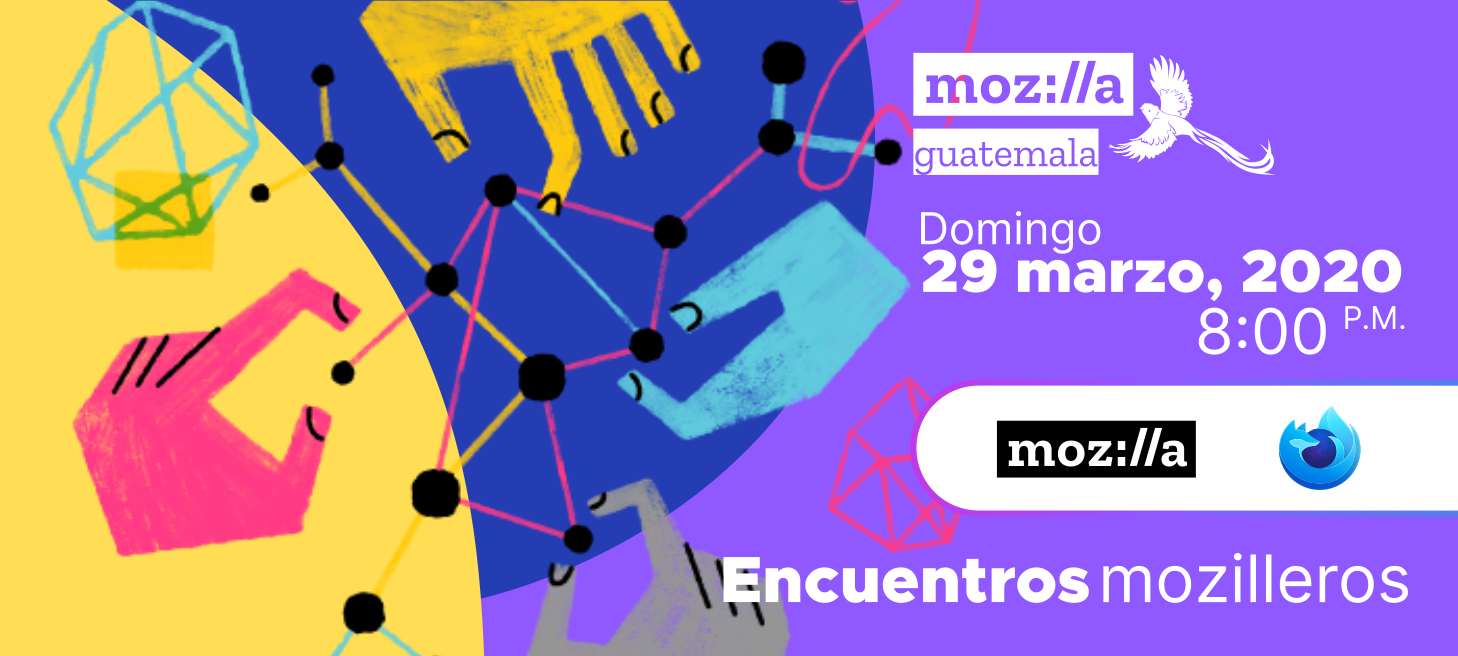 moz://a
guatemala
Domingo
29 marzo, 2020
8:00 P.M.
moz://a
Encuentros mozilleros